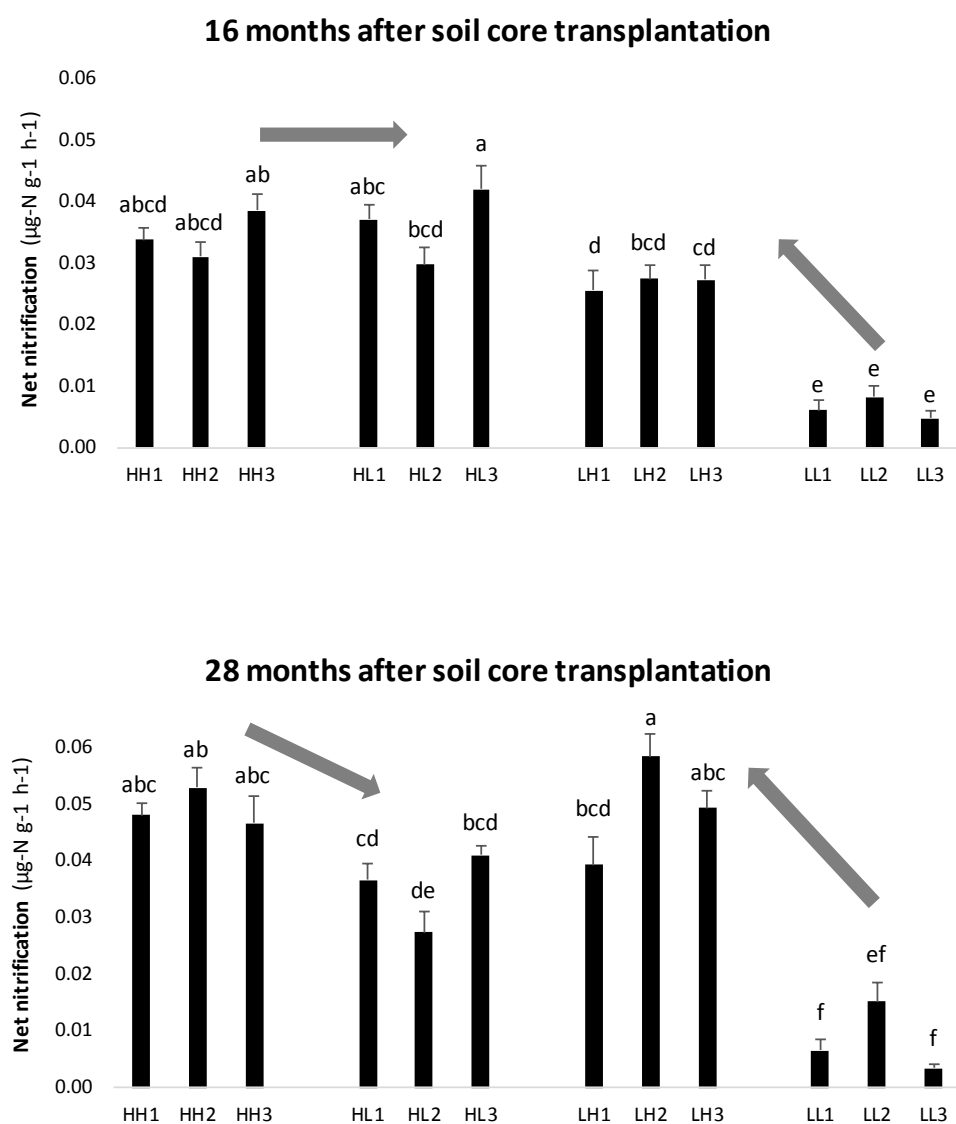 16 months after soil core transplantation
Net nitrification (µg-N g-1 h-1)
0.06
0.05
0.04
0.03
0.02
0.01
0.00
abcd
abcd
ab
abc
bcd
a
d
bcd
cd
e
e
e
HH1 HH2 HH3 HL1 HL2 HL3 LH1 LH2 LH3 LL1 LL2 LL3
28 months after soil core transplantation
Net nitrification (µg-N g-1 h-1)
0.06
0.05
0.04
0.03
0.02
0.01
0.00
abc
ab
abc
cd
de
bcd
bcd
a
abc
f
ef
f
HH1 HH2 HH3 HL1 HL2 HL3 LH1 LH2 LH3 LL1 LL2 LL3